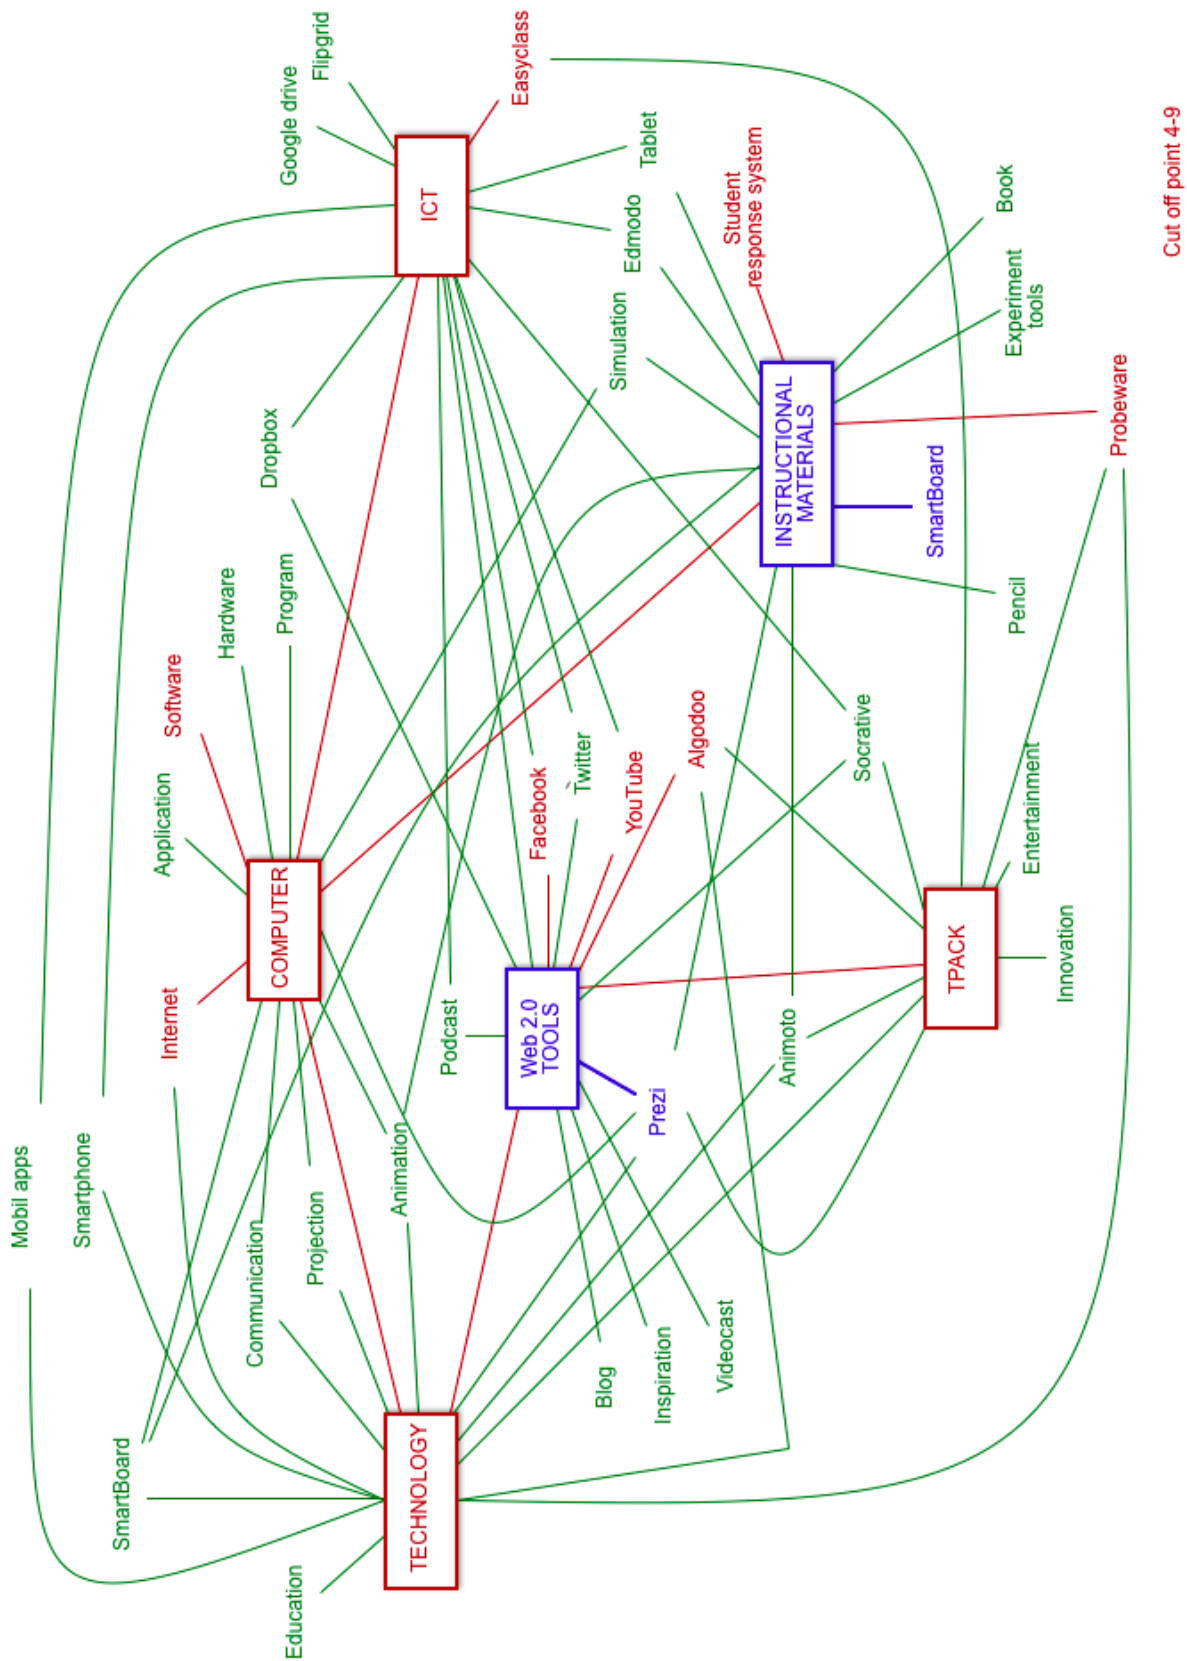 Mobil apps
Smartphone
SmartBoard
Education
Internet
Application
Software
Hardware
Program
Dropbox
Google drive
Flipgrid
Easyclass
ICT
COMPUTER
TECHNOLOGY
Communication
Projection
Animation
Podcast
Web 2.0
TOOLS
Facebook
Twitter
YouTube
Algodoo
Prezi
Blog
Inspiration
Videocast
Simulation
Edmodo
Tablet
Student
response system
INSTRUCTIONAL
MATERIALS
SmartBoard
Book
Experiment
tools
Pencil
Probeware
Socrative
Animoto
TPACK
Entertainment
Innovation
Cut off point 4-9